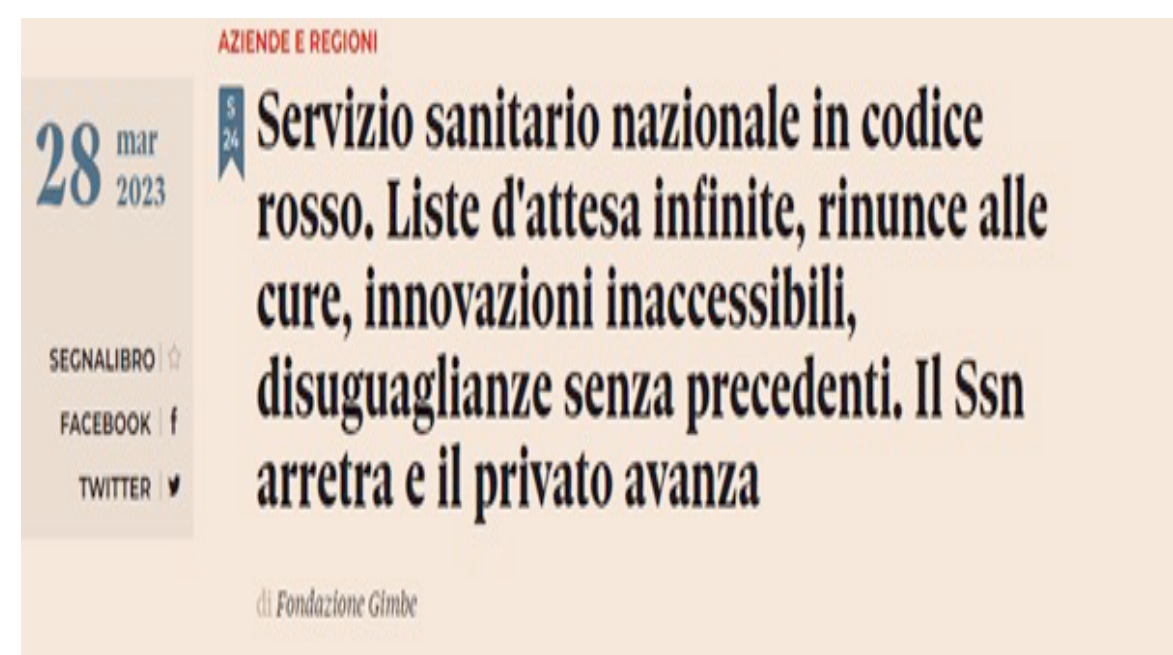 AZIENDE E REGIONI
28 mar
2023
S
24
Servizio sanitario nazionale in codice
rosso. Liste d'attesa infinite, rinunce alle
cure, innovazioni inaccessibili,
disuguaglianze senza precedenti. Il Ssn
arretra e il privato avanza
SEGNALIBRO
FACEBOOK f
TWITTER
di Fondazione Gimbe